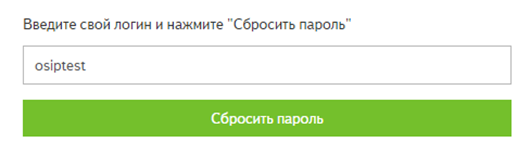 Введите свой логин и нажмите "Сбросить пароль"
osiptest
Сбросить пароль